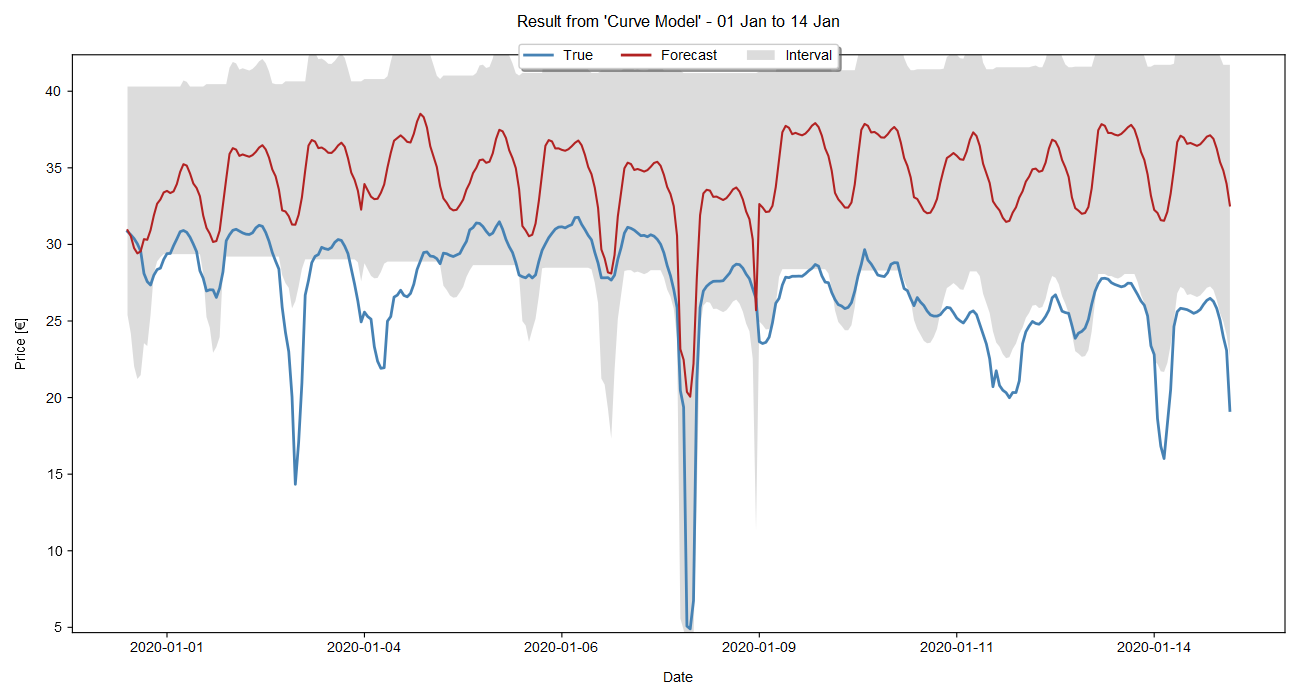 Result from 'Curve Model' - 01 Jan to 14 Jan
True Forecast Interval
40
35
30
25
20
15
10
5
Price [€]
2020-01-01 2020-01-04 2020-01-06 2020-01-09 2020-01-11 2020-01-14
Date